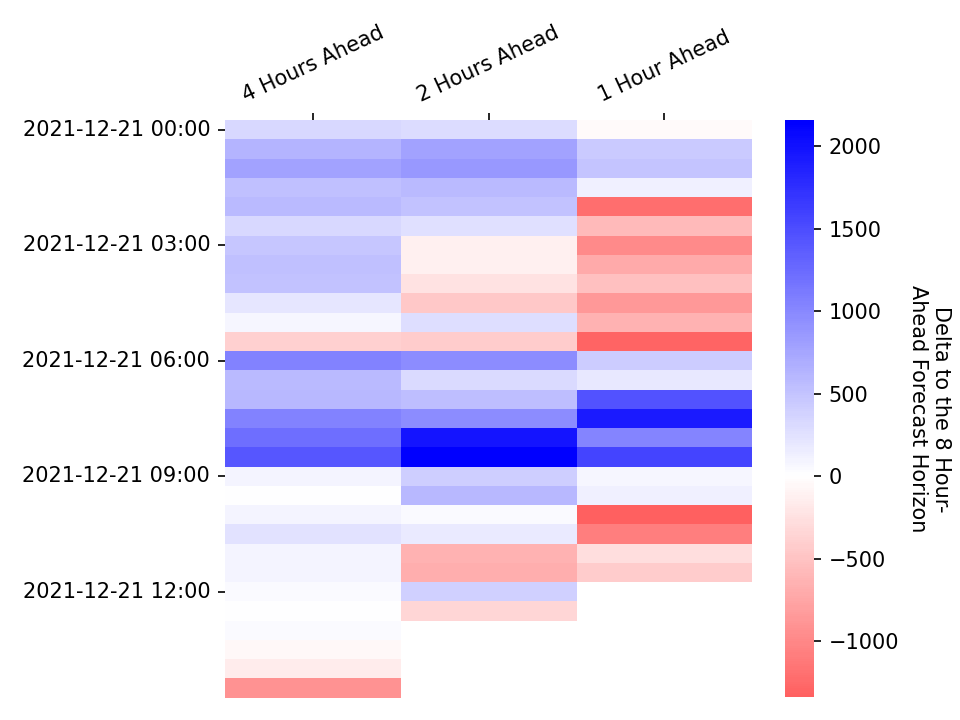 4 Hours Ahead
2 Hours Ahead
1 Hour Ahead
2021-12-21 00:00
2021-12-21 03:00
2021-12-21 06:00
2021-12-21 09:00
2021-12-21 12:00
2000
1500
1000
500
0
−500
−1000
Delta to the 8 Hour-
Ahead Forecast Horizon